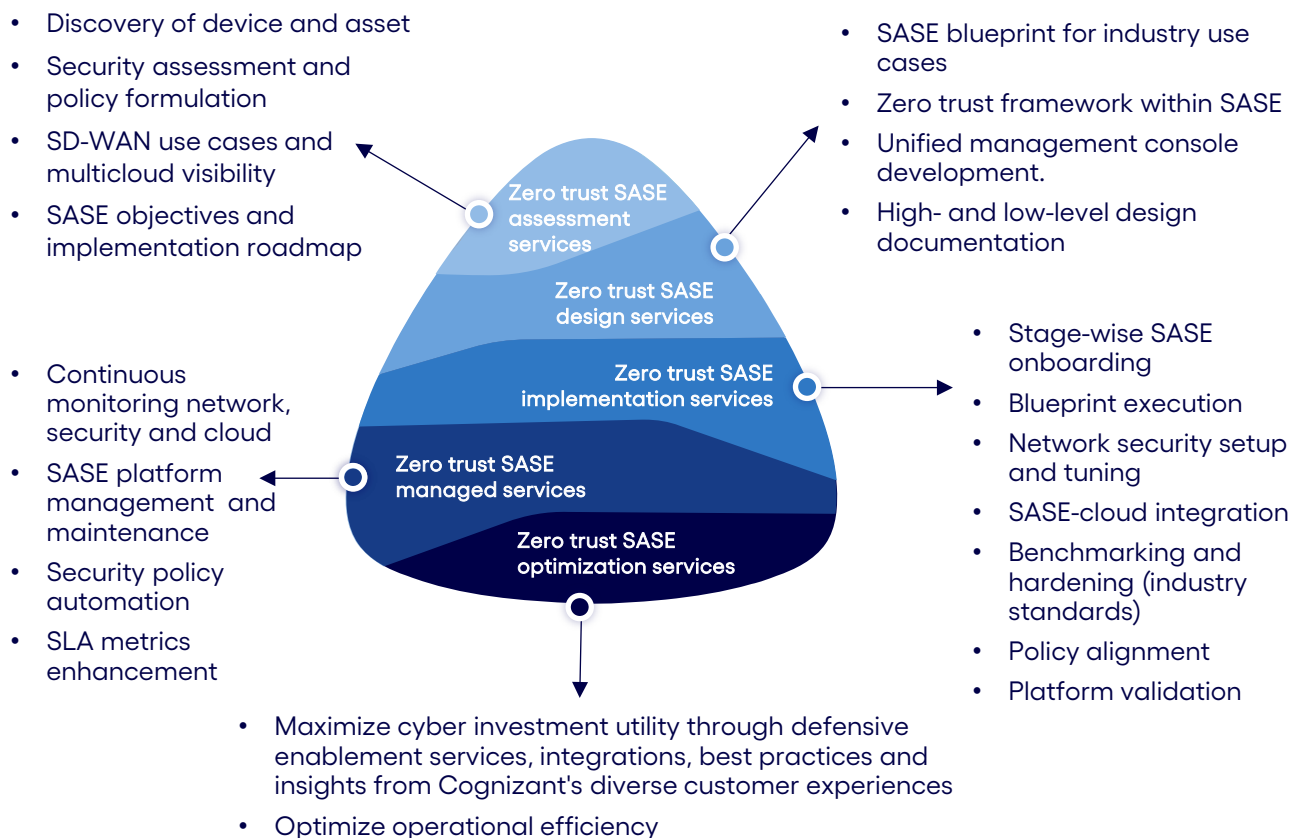 • Discovery of device and asset
• Security assessment and
policy formulation
• SD-WAN use cases and
multicloud visibility
• SASE objectives and
implementation roadmap
• SASE blueprint for industry use
cases
• Zero trust framework within SASE
• Unified management console
development.
• High- and low-level design
documentation
Zero trust SASE
assessment
services
Zero trust SASE
design services
Zero trust SASE
implementation services
Zero trust SASE
managed services
Zero trust SASE
optimization services
• Stage-wise SASE
onboarding
• Blueprint execution
• Network security setup
and tuning
• SASE-cloud integration
• Benchmarking and
hardening (industry
standards)
• Policy alignment
• Platform validation
• Continuous
monitoring network,
security and cloud
• SASE platform
management and
maintenance
• Security policy
automation
• SLA metrics
enhancement
• Maximize cyber investment utility through defensive
enablement services, integrations, best practices and
insights from Cognizant's diverse customer experiences
• Optimize operational efficiency